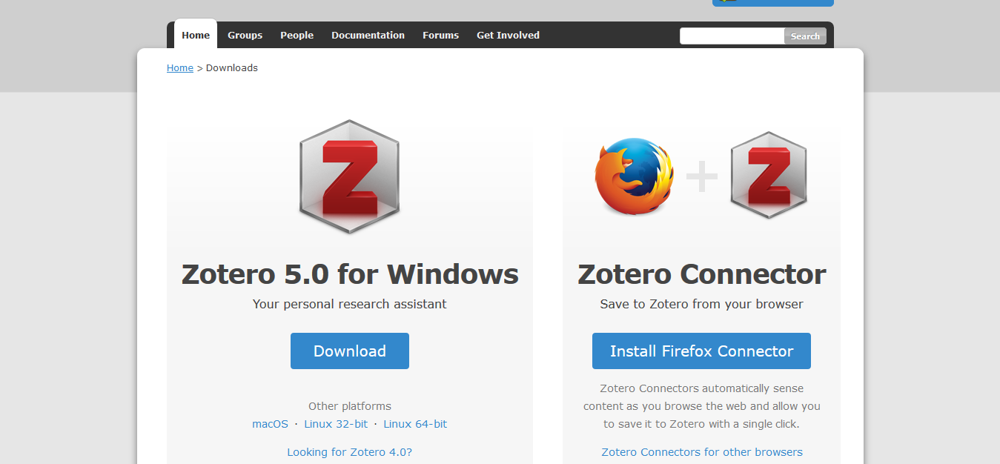 Home Groups People Documentation Forums Get Involved Search
Home > Downloads
Z
Z
Zotero 5.0 for Windows
Your personal research assistant
Download
Other platforms
macOS · Linux 32-bit · Linux 64-bit
Looking for Zotero 4.0?
Zotero Connector
Save to Zotero from your browser
Install Firefox Connector
Zotero Connectors automatically sense
content as you browse the web and allow you
to save it to Zotero with a single click.
Zotero Connectors for other browsers